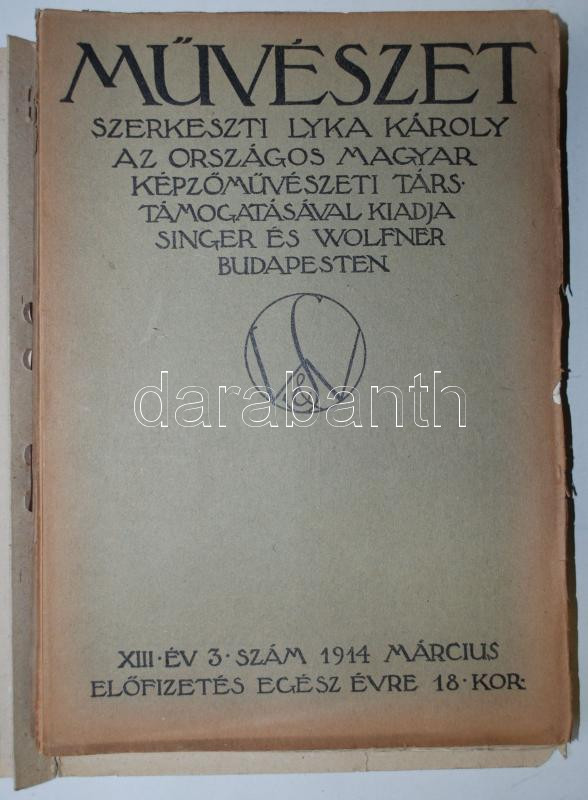 MŰVÉSZET
SZERKESZTI LYKA KÁROLY
AZ ORSZÁGOS MAGYAR
KÉPZŐMŰVÉSZETI TÁRS·
TÁMOGATÁSÁVAL KIADJA
SINGER ÉS WOLFNER
BUDAPESTEN
S & W
darabanth
XIII·ÉV 3·SZÁM 1914 MÁRCIUS
ELŐFIZETÉS EGÉSZ ÉVRE 18·KOR·